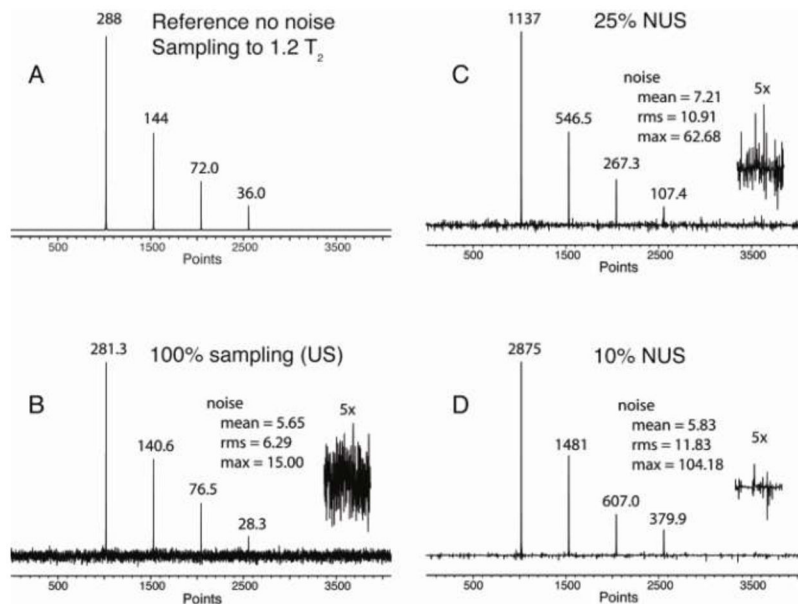 288
Reference no noise
Sampling to 1.2 T2
A
144
72.0
36.0
500
1500
2500
3500
Points
1137
25% NUS
C
noise
mean = 7.21
rms = 10.91
max = 62.68
5x
546.5
267.3
107.4
500
1500
2500
3500
Points
281.3
100% sampling (US)
B
noise
mean = 5.65
rms = 6.29
max = 15.00
5x
140.6
76.5
28.3
500
1500
2500
3500
Points
2875
10% NUS
D
noise
mean = 5.83
rms = 11.83
max = 104.18
5x
1481
607.0
379.9
500
1500
2500
3500
Points